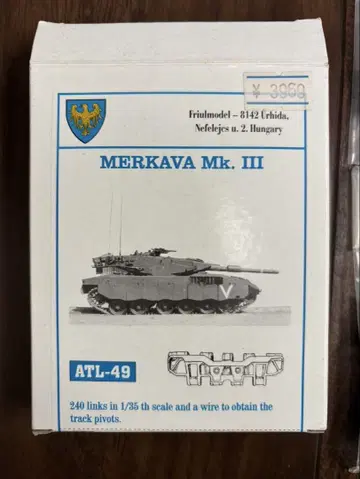 ¥ 3960
Friulmodel – 8142 Úrhida,
Nefelejcs u. 2. Hungary
MERKAVA Mk. III
ATL-49
240 links in 1/35 th scale and a wire to obtain the
track pivots.